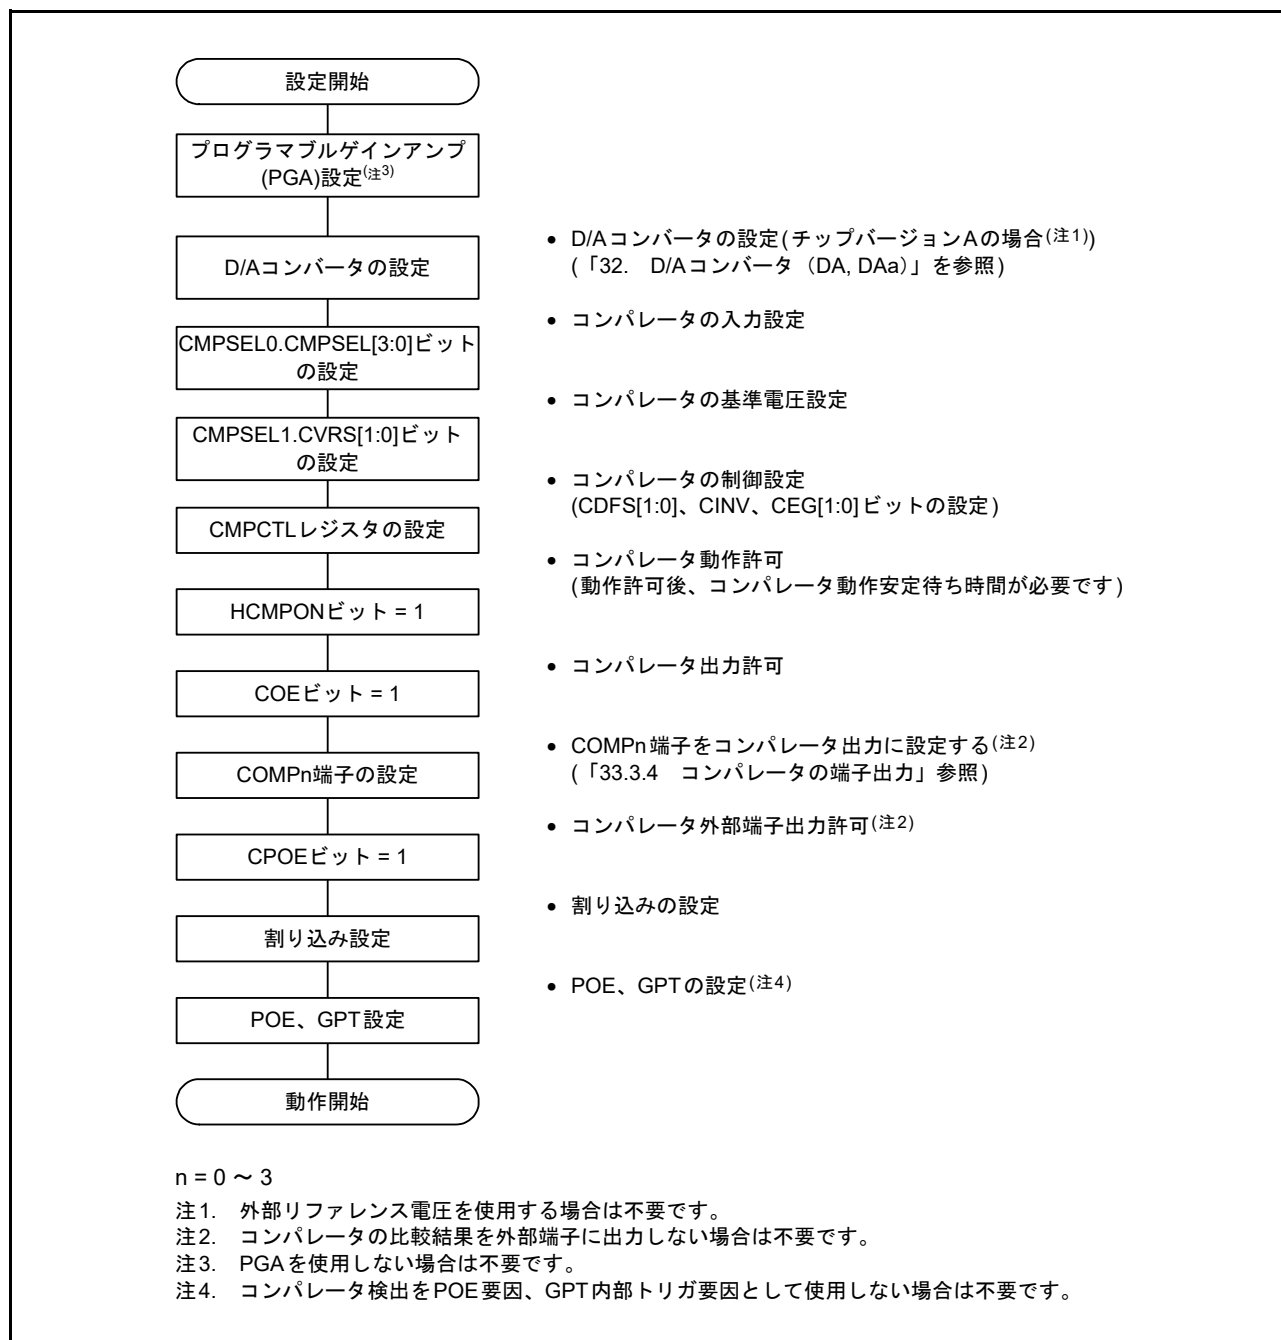 設定開始
プログラマブルゲインアンプ
(PGA)設定(注3)
D/Aコンバータの設定
CMPSEL0.CMPSEL[3:0]ビット
の設定
CMPSEL1.CVRS[1:0]ビット
の設定
CMPCTLレジスタの設定
HCMPONビット = 1
COEビット = 1
COMPn端子の設定
CPOEビット = 1
割り込み設定
POE、GPT設定
動作開始
• D/Aコンバータの設定(チップバージョンAの場合(注1))
(「32. D/Aコンバータ（DA, DAa）」を参照)
• コンパレータの入力設定
• コンパレータの基準電圧設定
• コンパレータの制御設定
(CDFS[1:0]、CINV、CEG[1:0]ビットの設定)
• コンパレータ動作許可
(動作許可後、コンパレータ動作安定待ち時間が必要です)
• コンパレータ出力許可
• COMPn端子をコンパレータ出力に設定する(注2)
(「33.3.4 コンパレータの端子出力」参照)
• コンパレータ外部端子出力許可(注2)
• 割り込みの設定
• POE、GPTの設定(注4)
n = 0 ～ 3
注1. 外部リファレンス電圧を使用する場合は不要です。
注2. コンパレータの比較結果を外部端子に出力しない場合は不要です。
注3. PGAを使用しない場合は不要です。
注4. コンパレータ検出をPOE要因、GPT内部トリガ要因として使用しない場合は不要です。